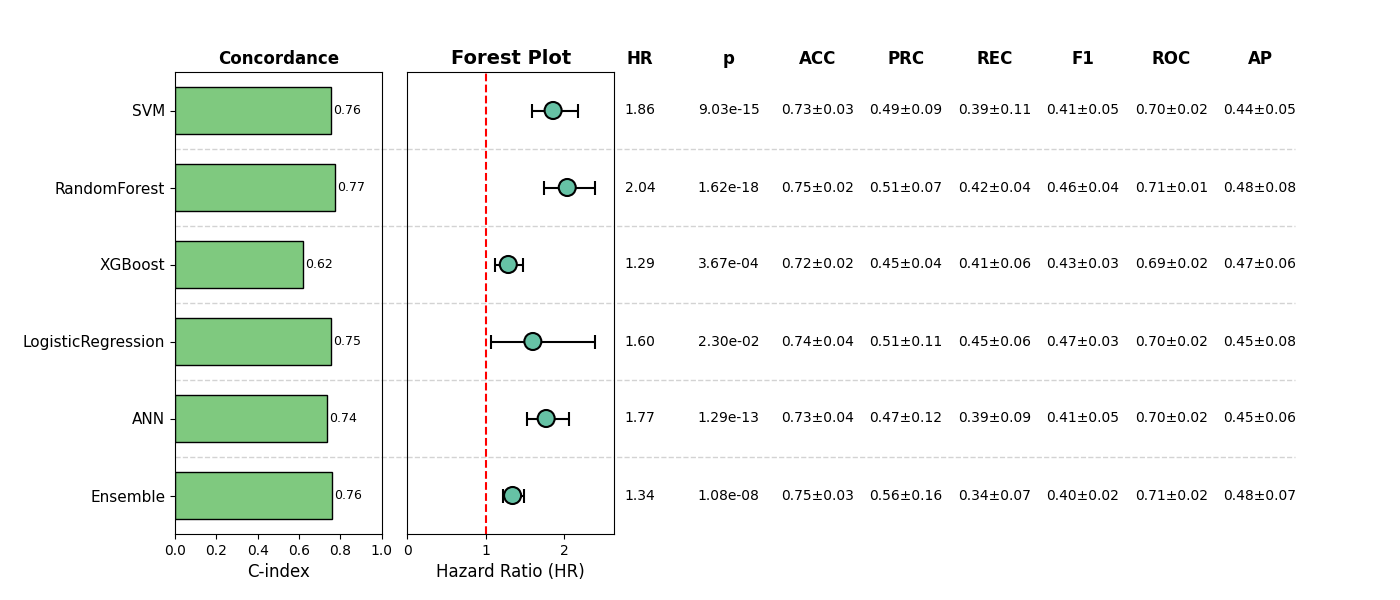 Concordance Forest Plot HR p ACC PRC REC F1 ROC AP
SVM 0.76 1.86 9.03e-15 0.73±0.03 0.49±0.09 0.39±0.11 0.41±0.05 0.70±0.02 0.44±0.05
RandomForest 0.77 2.04 1.62e-18 0.75±0.02 0.51±0.07 0.42±0.04 0.46±0.04 0.71±0.01 0.48±0.08
XGBoost 0.62 1.29 3.67e-04 0.72±0.02 0.45±0.04 0.41±0.06 0.43±0.03 0.69±0.02 0.47±0.06
LogisticRegression 0.75 1.60 2.30e-02 0.74±0.04 0.51±0.11 0.45±0.06 0.47±0.03 0.70±0.02 0.45±0.08
ANN 0.74 1.77 1.29e-13 0.73±0.04 0.47±0.12 0.39±0.09 0.41±0.05 0.70±0.02 0.45±0.06
Ensemble 0.76 1.34 1.08e-08 0.75±0.03 0.56±0.16 0.34±0.07 0.40±0.02 0.71±0.02 0.48±0.07
0.0 0.2 0.4 0.6 0.8 1.0 0 1 2
C-index Hazard Ratio (HR)